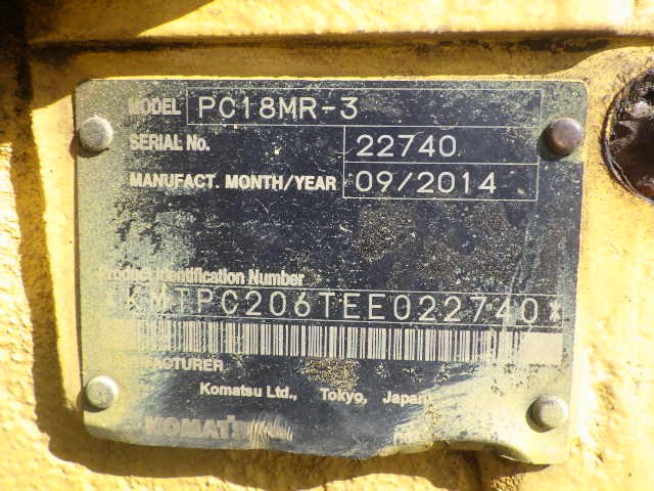 MODEL PC18MR-3
SERIAL No. 22740
MANUFACT. MONTH/YEAR 09/2014
Product Identification Number
KMTPC206TEE022740*
Komatsu Ltd., Tokyo, Japan